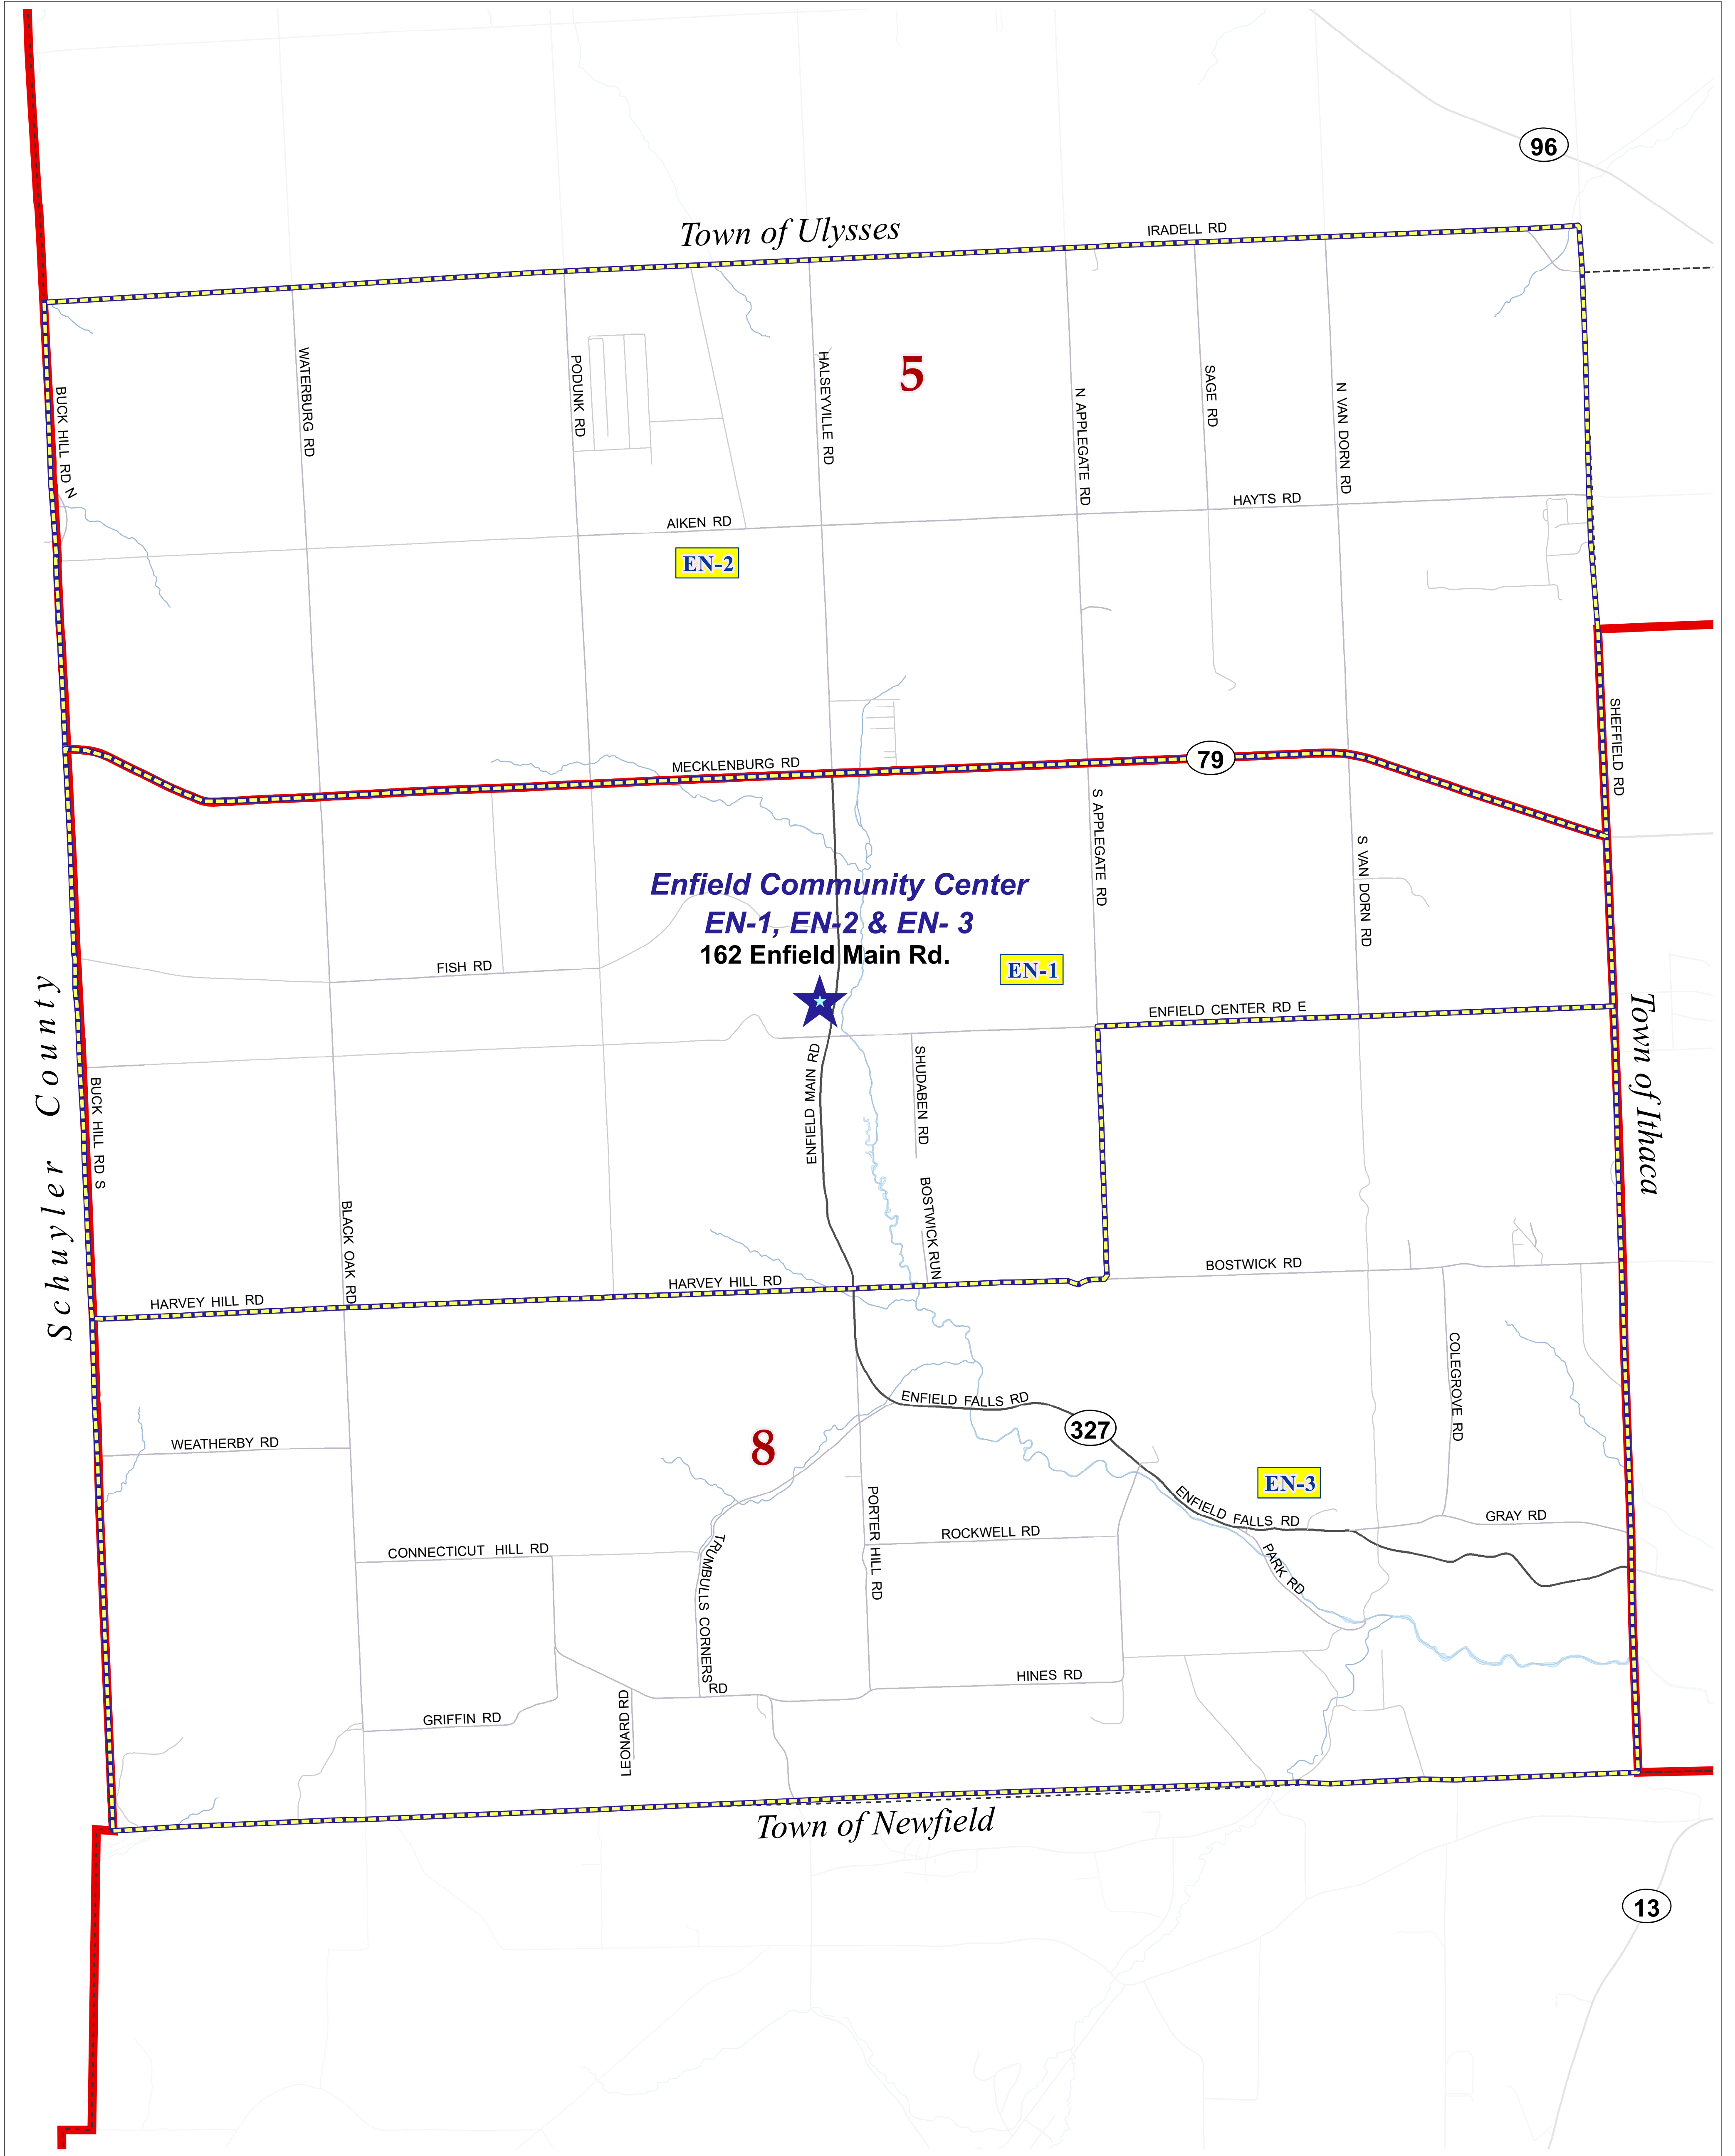 96
Town of Ulysses
IRADELL RD
5
WATERBURG RD
PODUNK RD
HALSEYVILLE RD
N APPLEGATE RD
SAGE RD
N VAN DORN RD
BUCK HILL RD N
HAYTS RD
AIKEN RD
EN-2
SHEFFIELD RD
MECKLENBURG RD
79
S APPLEGATE RD
S VAN DORN RD
Enfield Community Center
EN-1, EN-2 & EN- 3
162 Enfield Main Rd.
FISH RD
EN-1
ENFIELD CENTER RD E
Town of Ithaca
Schuyler County
ENFIELD MAIN RD
SHUDABEN RD
BUCK HILL RD S
BLACK OAK RD
BOSTWICK RUN
BOSTWICK RD
HARVEY HILL RD
HARVEY HILL RD
COLEGROVE RD
ENFIELD FALLS RD
327
WEATHERBY RD
8
EN-3
PORTER HILL RD
ENFIELD FALLS RD
GRAY RD
ROCKWELL RD
CONNECTICUT HILL RD
TRUMBULLS CORNERS RD
PARK RD
HINES RD
LEONARD RD
GRIFFIN RD
Town of Newfield
13